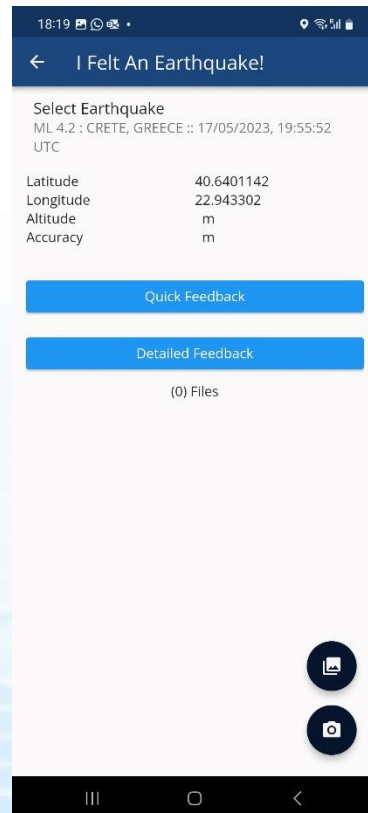 18:19
I Felt An Earthquake!
Select Earthquake
ML 4.2 : CRETE, GREECE :: 17/05/2023, 19:55:52
UTC
Latitude 40.6401142
Longitude 22.943302
Altitude m
Accuracy m
Quick Feedback
Detailed Feedback
(0) Files